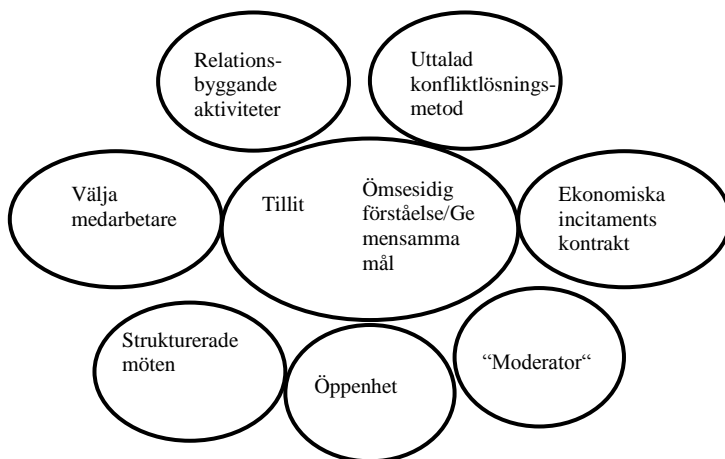 Relations-
byggande
aktiviteter
Uttalad
konfliktlösnings-
metod
Välja
medarbetare
Tillit
Ömsesidig
förståelse/Ge
mensamma
mål
Ekonomiska
incitaments
kontrakt
Strukturerade
möten
Öppenhet
“Moderator“